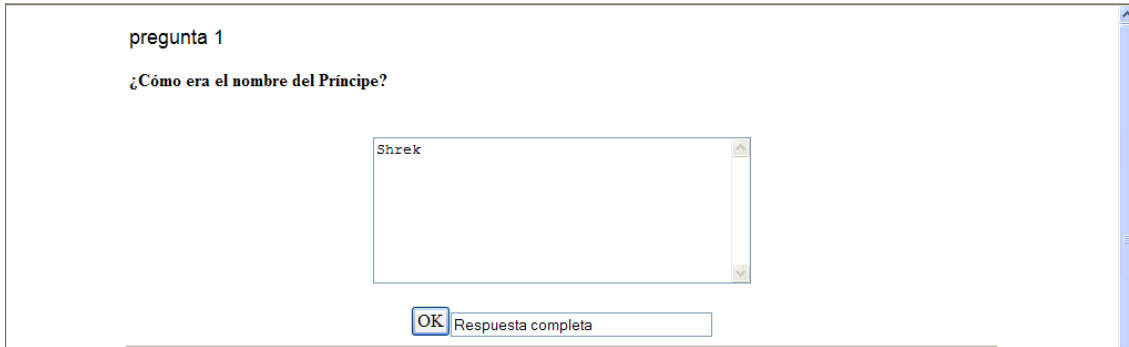 pregunta 1
¿Cómo era el nombre del Príncipe?
Shrek
OK Respuesta completa